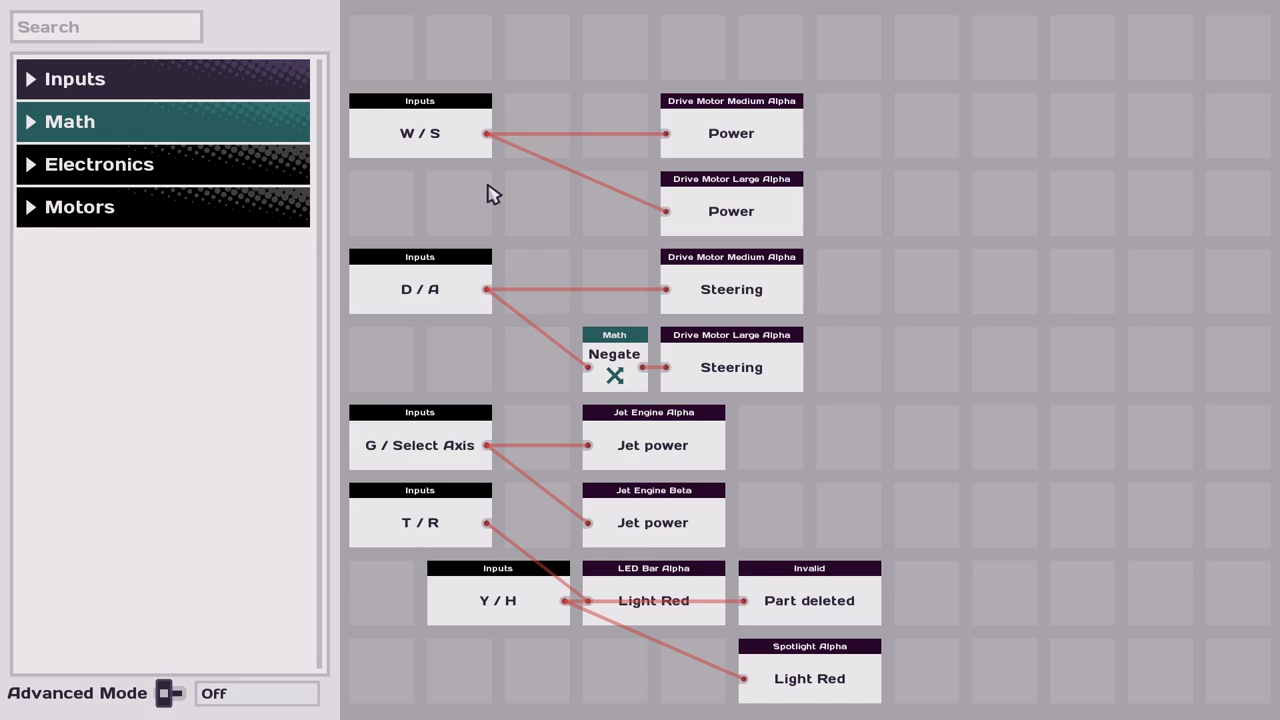 Search
Inputs
Math
Electronics
Motors
Advanced Mode
Off
Inputs
W / S
Drive Motor Medium Alpha
Power
Drive Motor Large Alpha
Power
Inputs
D / A
Drive Motor Medium Alpha
Steering
Math
Negate
Drive Motor Large Alpha
Steering
Inputs
G / Select Axis
Jet Engine Alpha
Jet power
Inputs
T / R
Jet Engine Beta
Jet power
Inputs
Y / H
LED Bar Alpha
Light Red
Invalid
Part deleted
Spotlight Alpha
Light Red